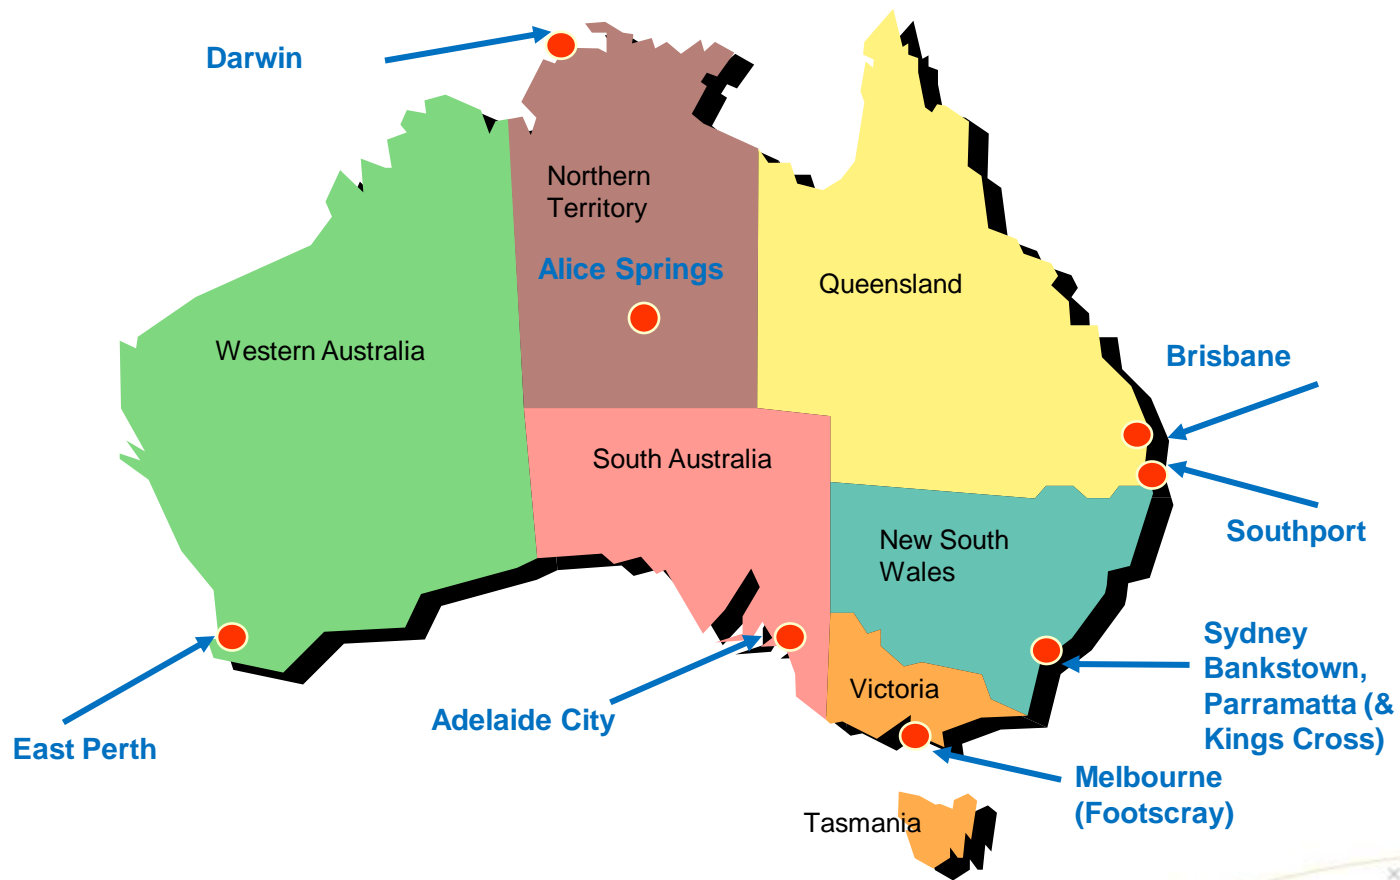 Darwin
Northern
Territory
Alice Springs
Queensland
Western Australia
Brisbane
South Australia
Southport
New South
Wales
Sydney
Bankstown,
Parramatta (&
Kings Cross)
Victoria
Adelaide City
East Perth
Melbourne
(Footscray)
Tasmania